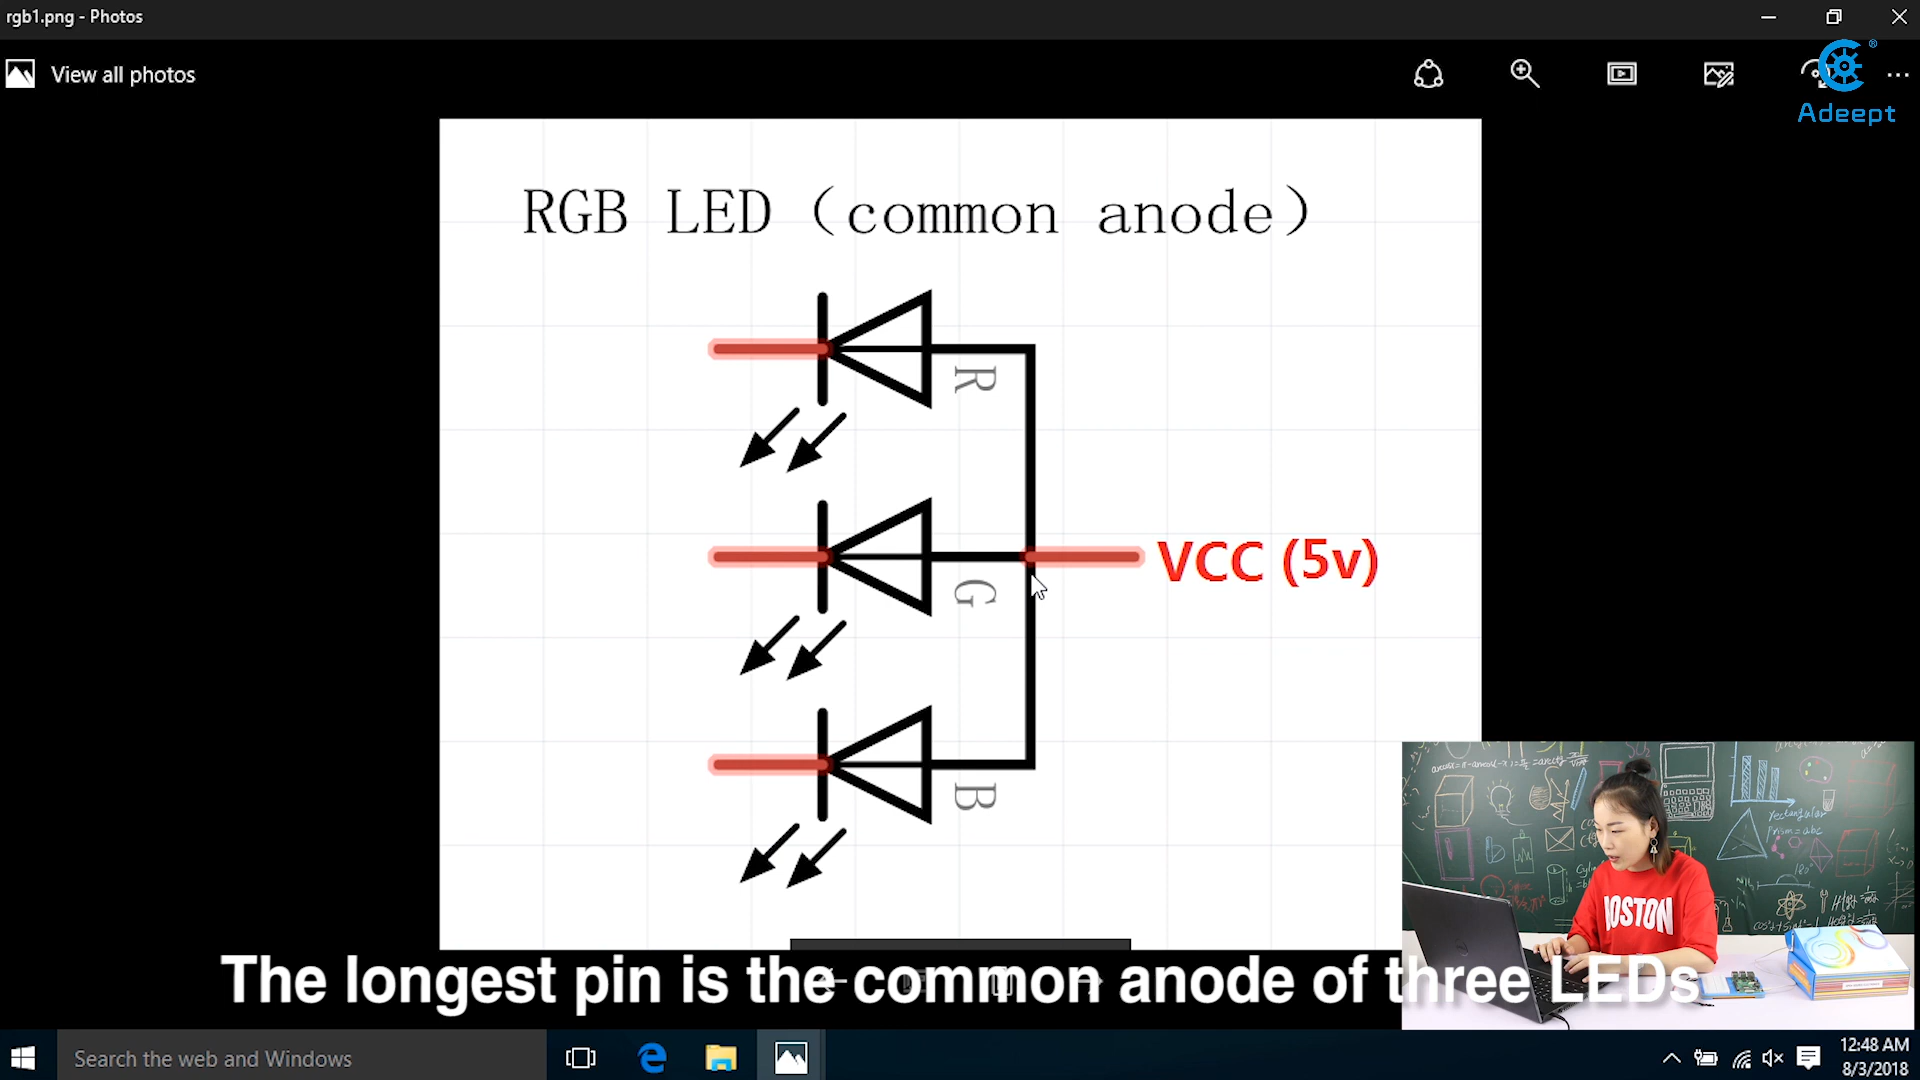 rgb1.png - Photos
View all photos
Adeept
RGB LED（common anode）
R
VCC (5v)
G
B
BOSTON
The longest pin is the common anode of three LEDs
Search the web and Windows
12:48 AM
8/3/2018